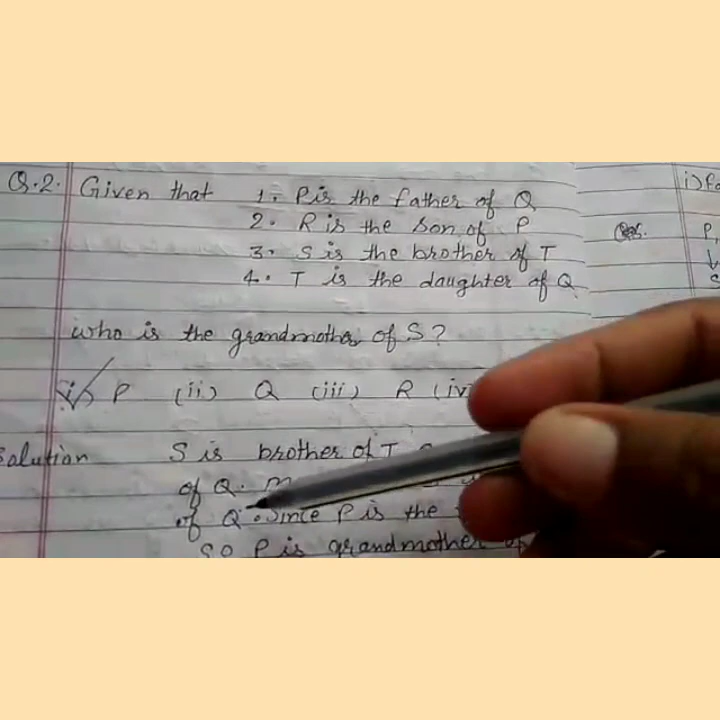 Q.2. Given that 1. P is the father of Q
2. R is the son of P
3. S is the brother of T
4. T is the daughter of Q
who is the grandmother of S?
(i) P (ii) Q (iii) R (iv)
Solution S is brother of T
of Q.
of Q. Since P is the
so P is grandmother of